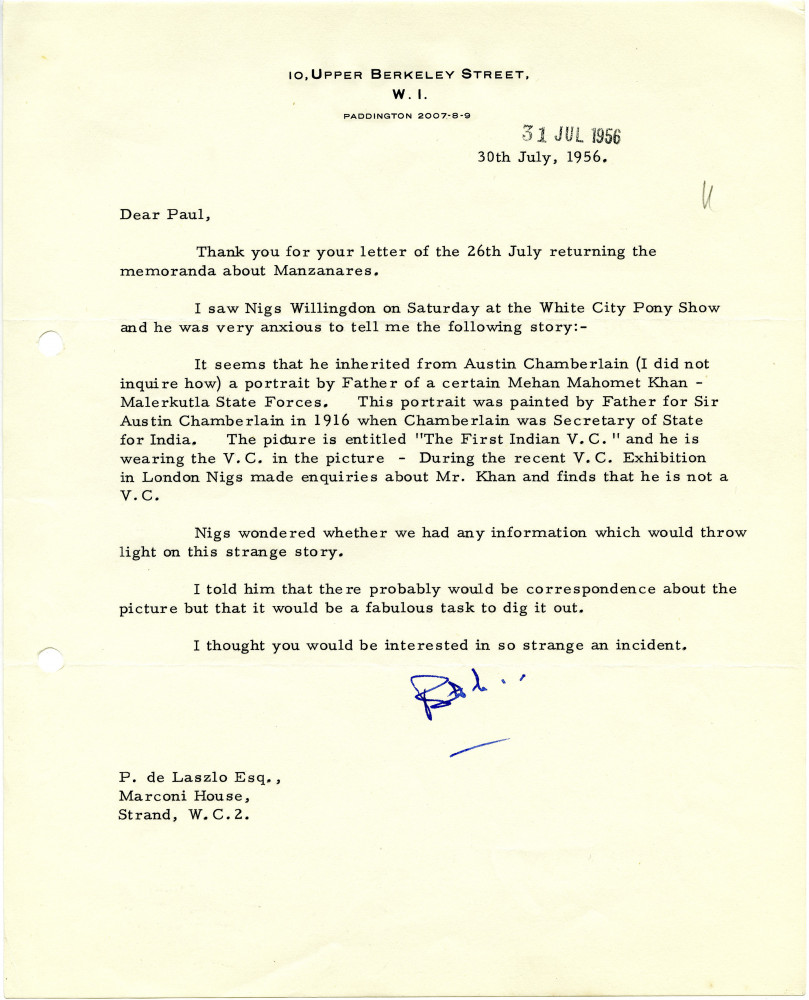 10, UPPER BERKELEY STREET,
W. 1.
PADDINGTON 2007-8-9
31 JUL 1956
30th July, 1956.
Dear Paul,
Thank you for your letter of the 26th July returning the
memoranda about Manzanares.
I saw Nigs Willingdon on Saturday at the White City Pony Show
and he was very anxious to tell me the following story:-
It seems that he inherited from Austin Chamberlain (I did not
inquire how) a portrait by Father of a certain Mehan Mahomet Khan -
Malerkutla State Forces. This portrait was painted by Father for Sir
Austin Chamberlain in 1916 when Chamberlain was Secretary of State
for India. The picture is entitled "The First Indian V.C." and he is
wearing the V.C. in the picture - During the recent V.C. Exhibition
in London Nigs made enquiries about Mr. Khan and finds that he is not a
V.C.
Nigs wondered whether we had any information which would throw
light on this strange story.
I told him that there probably would be correspondence about the
picture but that it would be a fabulous task to dig it out.
I thought you would be interested in so strange an incident.
P. de Laszlo Esq.,
Marconi House,
Strand, W.C.2.